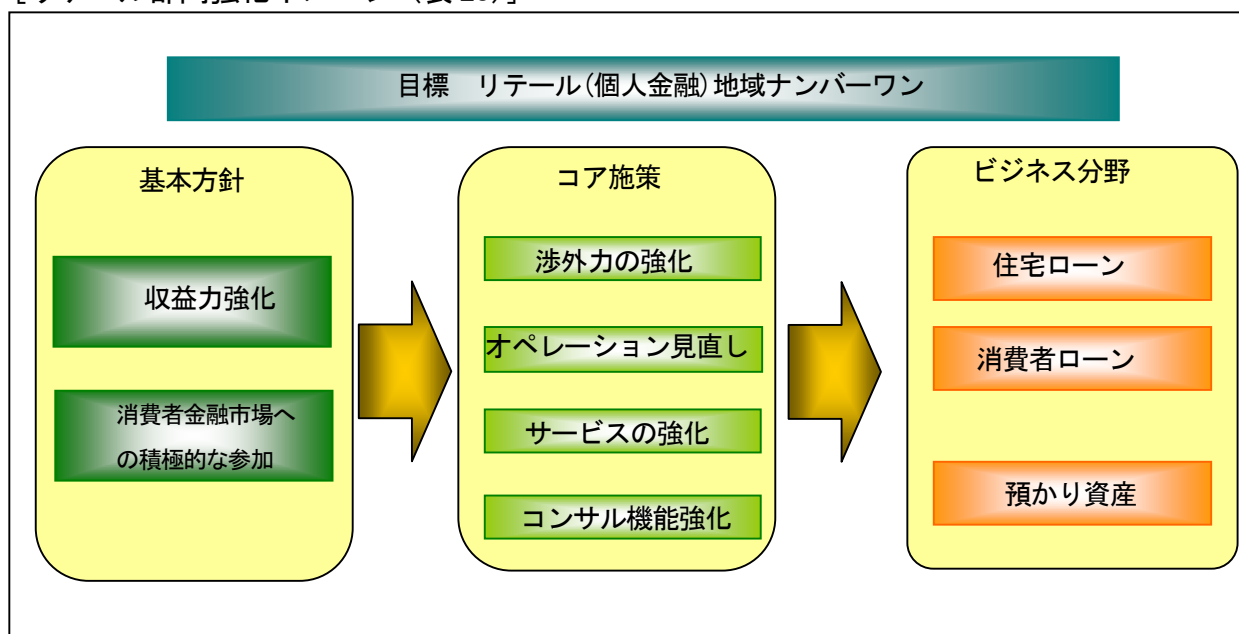 目標　リテール(個人金融)地域ナンバーワン
基本方針
収益力強化
消費者金融市場へ
の積極的な参加
コア施策
渉外力の強化
オペレーション見直し
サービスの強化
コンサル機能強化
ビジネス分野
住宅ローン
消費者ローン
預かり資産